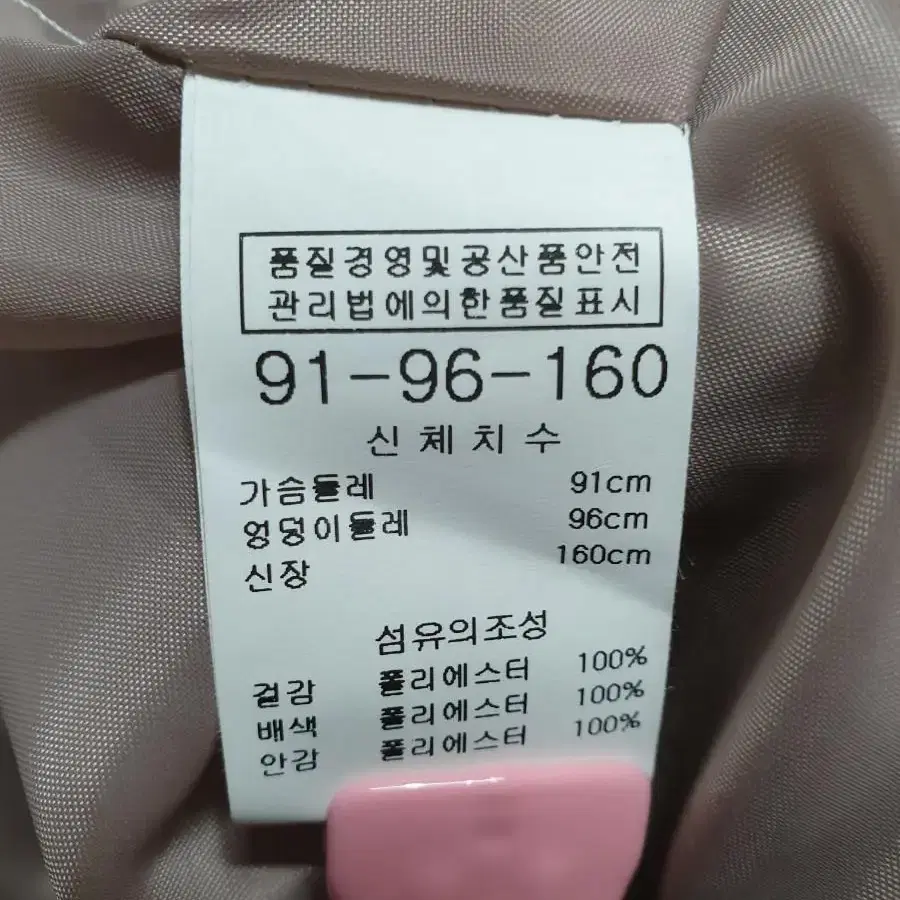 품질경영및공산품안전
관리법에의한품질표시
91-96-160
신체치수
가슴둘레 91cm
엉덩이둘레 96cm
신장 160cm
섬유의조성
겉감 폴리에스터 100%
배색 폴리에스터 100%
안감 폴리에스터 100%